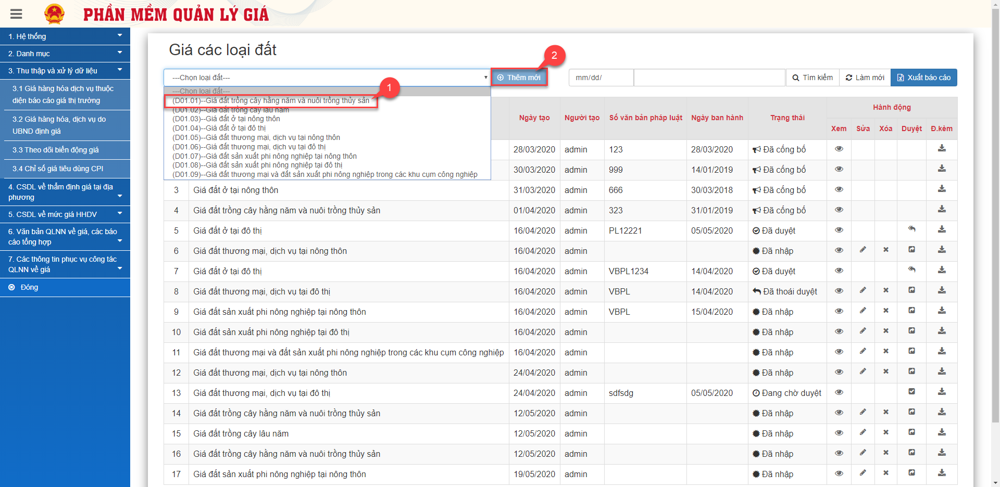 PHẦN MỀM QUẢN LÝ GIÁ
1. Hệ thống
2. Danh mục
3. Thu thập và xử lý dữ liệu
3.1 Giá hàng hóa dịch vụ thuộc
diện báo cáo giá thị trường
3.2 Giá hàng hóa, dịch vụ do
UBND định giá
3.3 Theo dõi biến động giá
3.4 Chỉ số giá tiêu dùng CPI
4. CSDL về thẩm định giá tại địa
phương
5. CSDL về mức giá HHDV
6. Văn bản QLNN về giá, các báo
cáo tổng hợp
7. Các thông tin phục vụ công tác
QLNN về giá
Đóng
Giá các loại đất
2
---Chọn loại đất---
Thêm mới
mm/dd/
Tìm kiếm
Làm mới
Xuất báo cáo
1
---Chọn loại đất---
(D01.01)--Giá đất trồng cây hằng năm và nuôi trồng thủy sản
(D01.02)--Giá đất trồng cây lâu năm
(D01.03)--Giá đất ở tại nông thôn
(D01.04)--Giá đất ở tại đô thị
(D01.05)--Giá đất thương mại, dịch vụ tại nông thôn
(D01.06)--Giá đất thương mại, dịch vụ tại đô thị
(D01.07)--Giá đất sản xuất phi nông nghiệp tại nông thôn
(D01.08)--Giá đất sản xuất phi nông nghiệp tại đô thị
(D01.09)--Giá đất thương mại và đất sản xuất phi nông nghiệp trong các khu cụm công nghiệp
Ngày tạo Người tạo Số văn bản pháp luật Ngày ban hành Trạng thái Hành động
Xem Sửa Xóa Duyệt Đ.kèm
28/03/2020 admin 123 28/03/2020 Đã công bố
30/03/2020 admin 999 14/01/2019 Đã công bố
3 Giá đất ở tại nông thôn 31/03/2020 admin 666 30/03/2018 Đã công bố
4 Giá đất trồng cây hằng năm và nuôi trồng thủy sản 01/04/2020 admin 323 31/01/2019 Đã công bố
5 Giá đất ở tại đô thị 16/04/2020 admin PL12221 05/05/2020 Đã duyệt
6 Giá đất thương mại, dịch vụ tại nông thôn 16/04/2020 admin Đã nhập
7 Giá đất ở tại đô thị 16/04/2020 admin VBPL1234 14/04/2020 Đã duyệt
8 Giá đất thương mại, dịch vụ tại đô thị 16/04/2020 admin VBPL 14/04/2020 Đã thoái duyệt
9 Giá đất sản xuất phi nông nghiệp tại nông thôn 16/04/2020 admin VBPL 15/04/2020 Đã nhập
10 Giá đất sản xuất phi nông nghiệp tại đô thị 16/04/2020 admin Đã nhập
11 Giá đất thương mại và đất sản xuất phi nông nghiệp trong các khu cụm công nghiệp 16/04/2020 admin Đã nhập
12 Giá đất thương mại, dịch vụ tại nông thôn 24/04/2020 admin Đã nhập
13 Giá đất thương mại, dịch vụ tại đô thị 24/04/2020 admin sdfsdg 05/05/2020 Đang chờ duyệt
14 Giá đất trồng cây hằng năm và nuôi trồng thủy sản 12/05/2020 admin Đã nhập
15 Giá đất trồng cây lâu năm 12/05/2020 admin Đã nhập
16 Giá đất trồng cây hằng năm và nuôi trồng thủy sản 12/05/2020 admin Đã nhập
17 Giá đất sản xuất phi nông nghiệp tại nông thôn 19/05/2020 admin Đã nhập